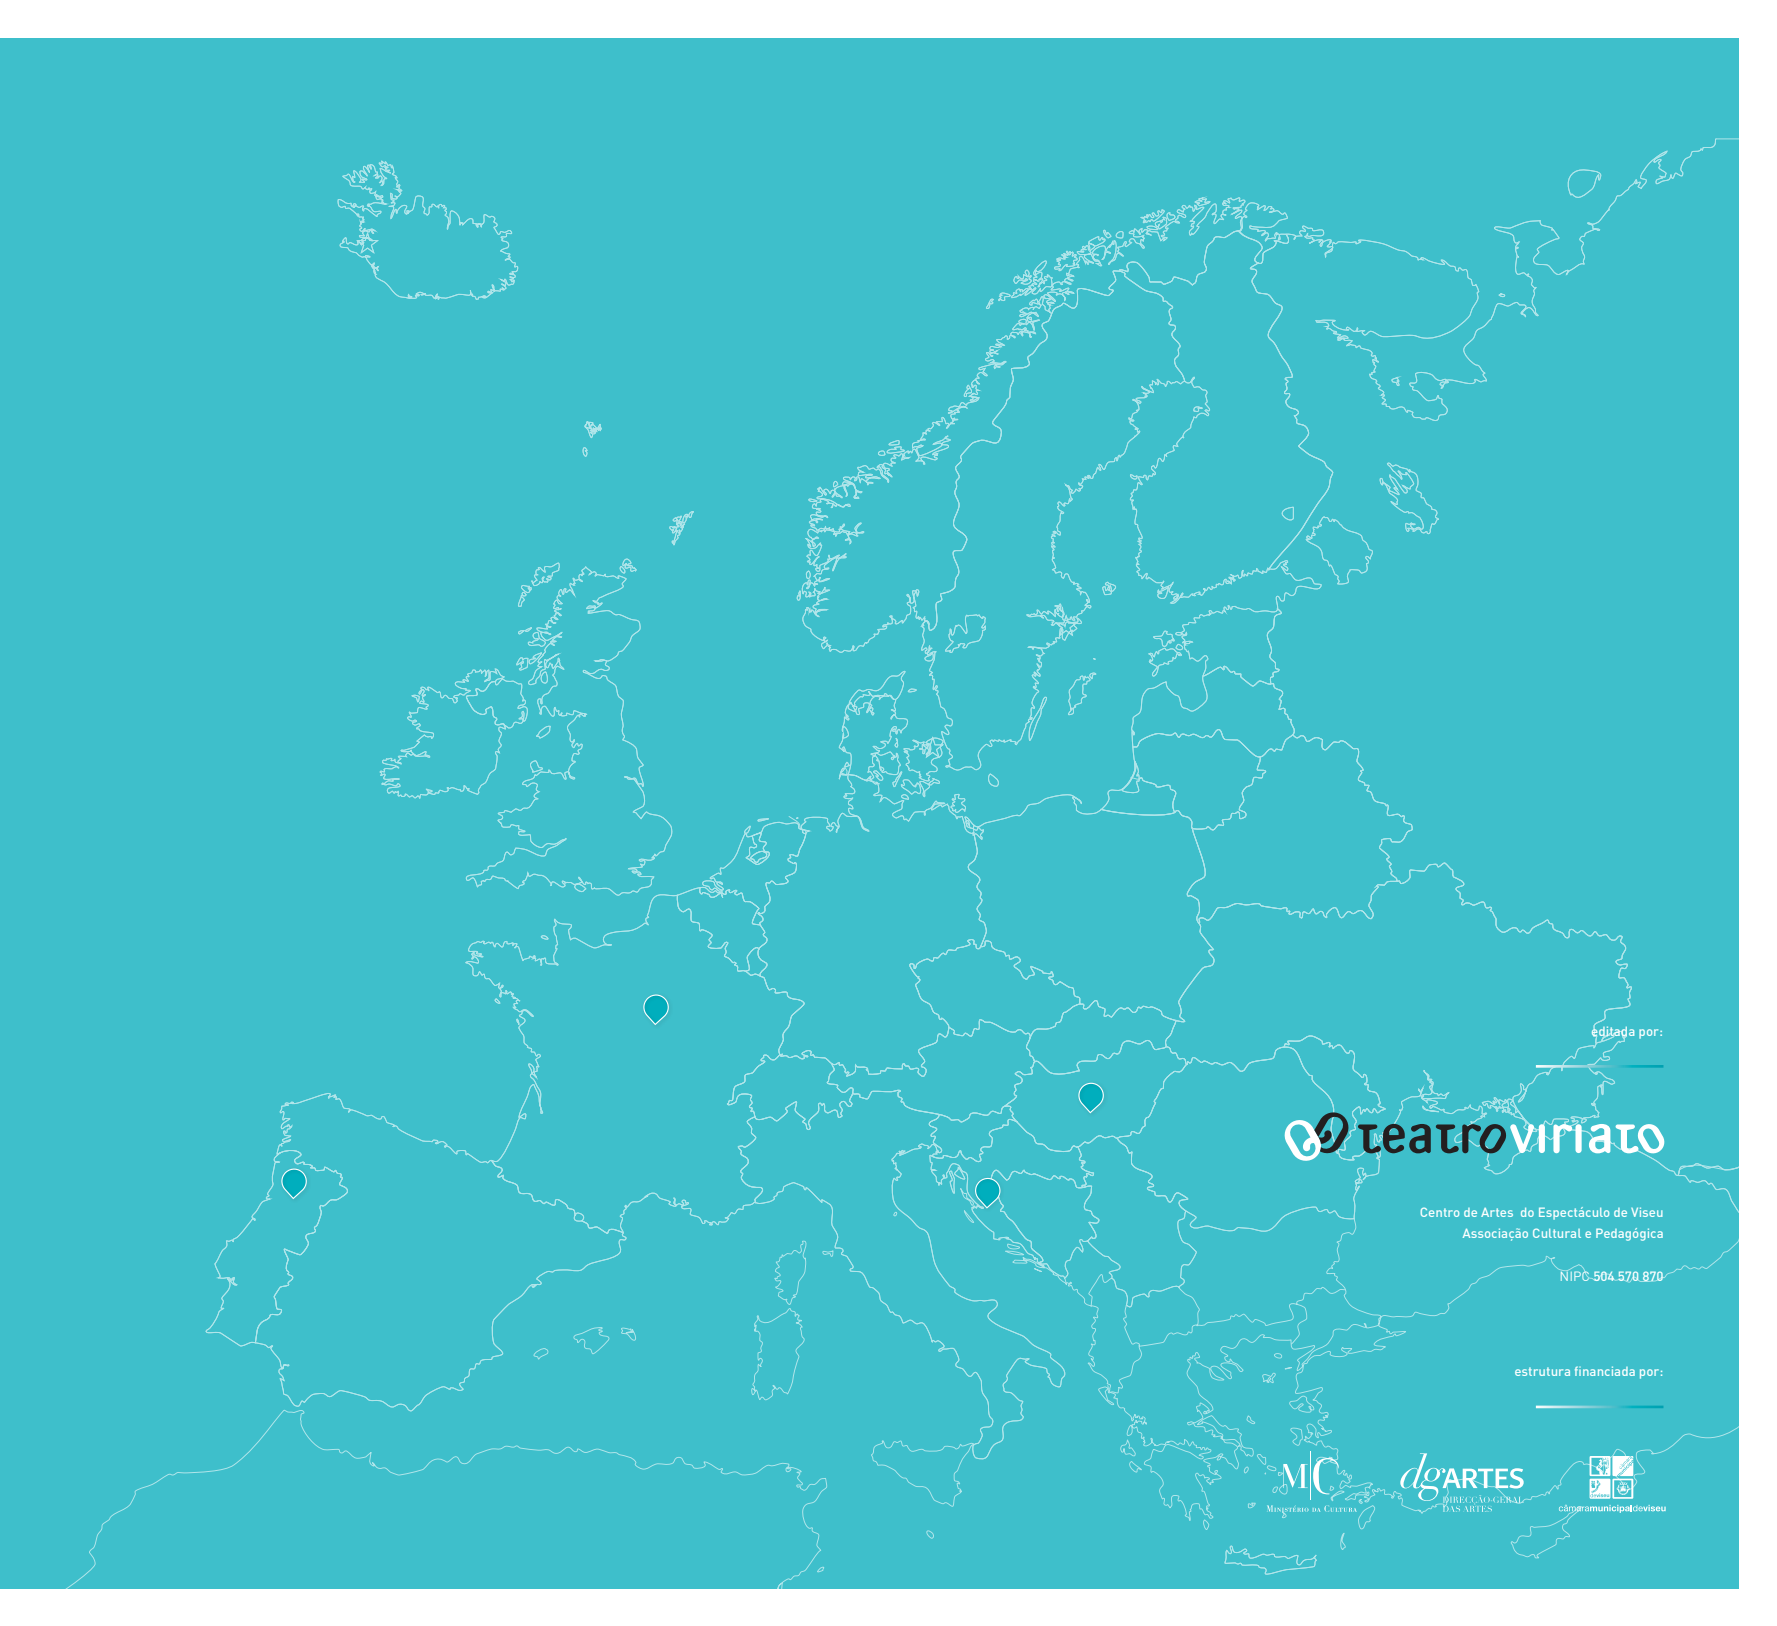 editada por:
teatroviriato
Centro de Artes do Espectáculo de Viseu
Associação Cultural e Pedagógica
NIPC 504 570 870
estrutura financiada por:
M|C
Ministério da Cultura
dgARTES
DIRECÇÃO-GERAL
DAS ARTES
câmaramunicipaldeviseu